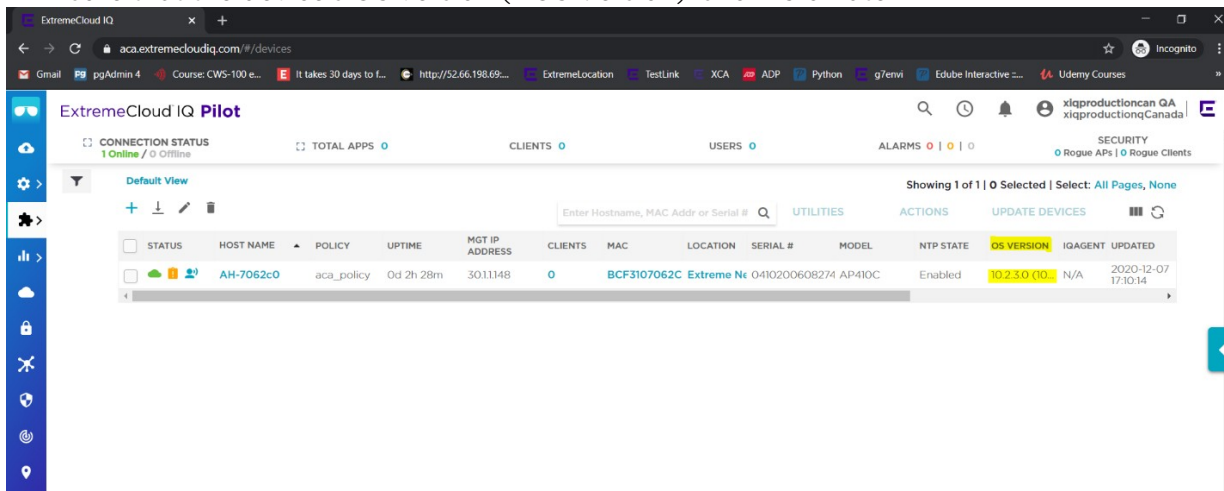 ExtremeCloud IQ
aca.extremecloudiq.com/#/devices
Incognito
Gmail pgAdmin 4 Course: CWS-100 e... It takes 30 days to f... http://52.66.198.69:... ExtremeLocation TestLink XCA ADP Python g7envi Edube Interactive ::... Udemy Courses »
ExtremeCloud IQ Pilot
xiqproductioncan QA
xiqproductionqCanada
CONNECTION STATUS
1 Online / 0 Offline
TOTAL APPS 0
CLIENTS 0
USERS 0
ALARMS 0 | 0 | 0
SECURITY
0 Rogue APs | 0 Rogue Clients
Default View
Showing 1 of 1 | 0 Selected | Select: All Pages, None
Enter Hostname, MAC Addr or Serial #
UTILITIES ACTIONS UPDATE DEVICES
STATUS HOST NAME POLICY UPTIME MGT IP ADDRESS CLIENTS MAC LOCATION SERIAL # MODEL NTP STATE OS VERSION IQAGENT UPDATED
AH-7062c0 aca_policy 0d 2h 28m 30.1.1.148 0 BCF3107062C Extreme Ne 0410200608274 AP410C Enabled 10.2.3.0 (10... N/A 2020-12-07 17:10:14